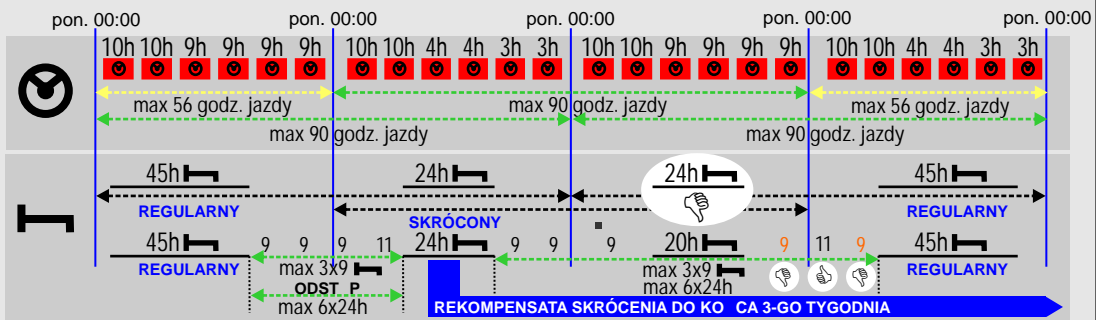 pon. 00:00 pon. 00:00 pon. 00:00 pon. 00:00 pon. 00:00
10h 10h 9h 9h 9h 9h 10h 10h 4h 4h 3h 3h 10h 10h 9h 9h 9h 9h 10h 10h 4h 4h 3h 3h
max 56 godz. jazdy max 90 godz. jazdy max 56 godz. jazdy
max 90 godz. jazdy max 90 godz. jazdy
45h 24h 24h 45h
REGULARNY SKRÓCONY REGULARNY
45h 9 9 9 11 24h 9 9 9 20h 9 11 9 45h
REGULARNY max 3x9 max 3x9 REGULARNY
ODST P max 6x24h
max 6x24h
REKOMPENSATA SKRÓCENIA DO KO CA 3-GO TYGODNIA